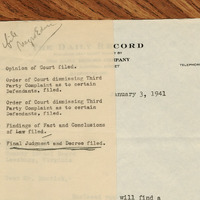 RECORD
COMPANY
TELEPHONE
January 3, 1941
Opinion of Court filed.
Order of Court dismissing Third
Party Complaint as to certain
Defendants, filed.
Order of Court dismissing Third
Party Complaint as to certain
Defendants, filed.
Findings of Fact and Conclusions
of Law filed.
Final Judgment and Decree filed.
will find a